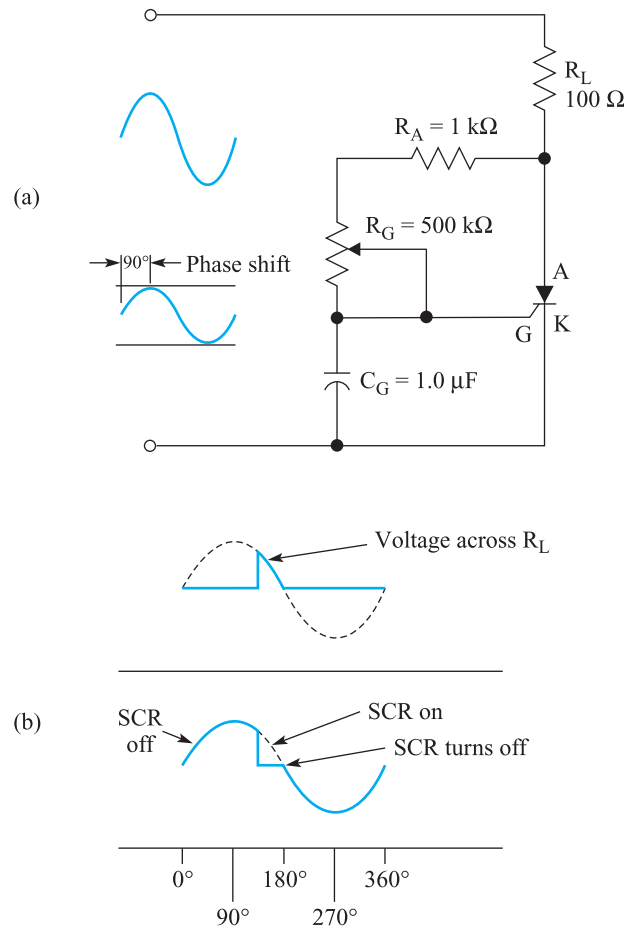 R_L
100 Ω
R_A = 1 kΩ
(a)
R_G = 500 kΩ
90°
Phase shift
A
G
K
C_G = 1.0 µF
Voltage across R_L
(b)
SCR
off
SCR on
SCR turns off
0°
180°
360°
90°
270°